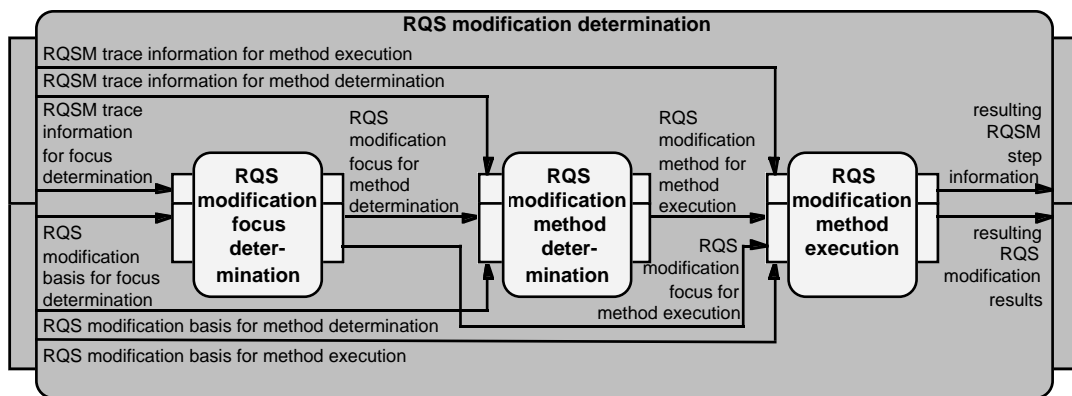 RQS modification determination
RQSM trace information for method execution
RQSM trace information for method determination
RQSM trace
information
for focus
determination
RQS
modification
focus
deter-
mination
RQS
modification
basis for focus
determination
RQS
modification
focus for
method
determination
RQS
modification
method
deter-
mination
RQS
modification
method for
method
execution
RQS
modification
focus for
method execution
RQS
modification
method
execution
resulting
RQSM
step
information
resulting
RQS
modification
results
RQS modification basis for method determination
RQS modification basis for method execution